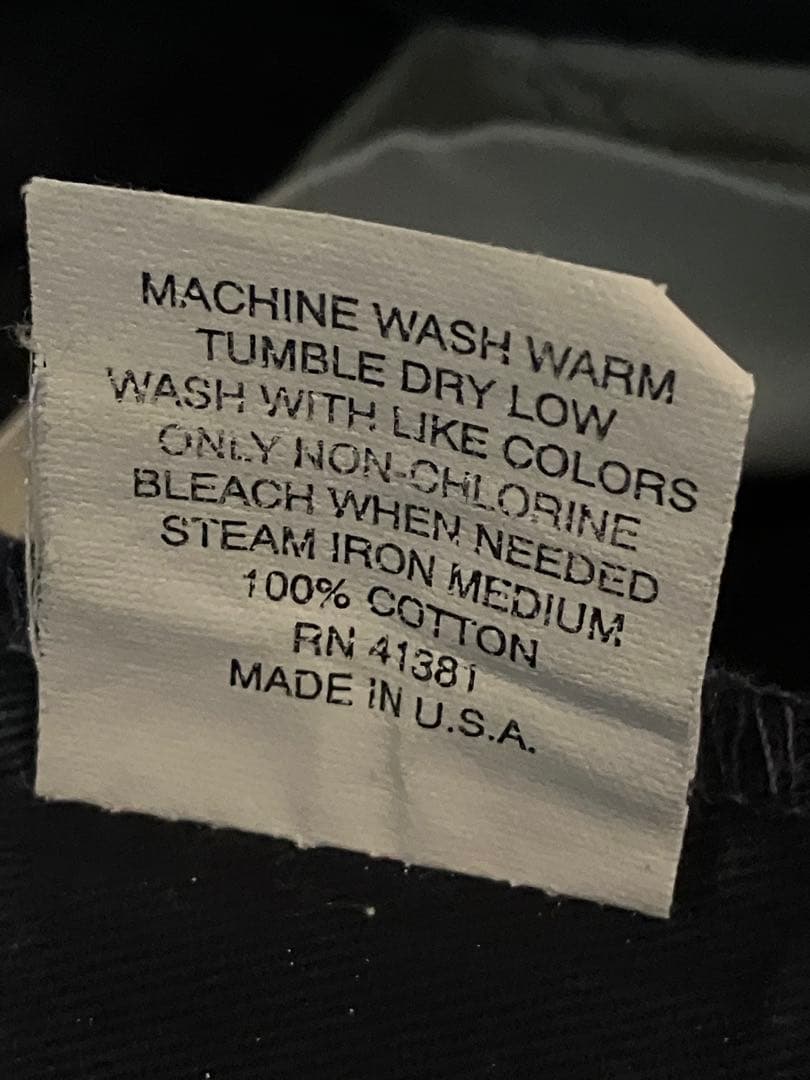 MACHINE WASH WARM
TUMBLE DRY LOW
WASH WITH LIKE COLORS
ONLY NON-CHLORINE
BLEACH WHEN NEEDED
STEAM IRON MEDIUM
100% COTTON
RN 41381
MADE IN U.S.A.